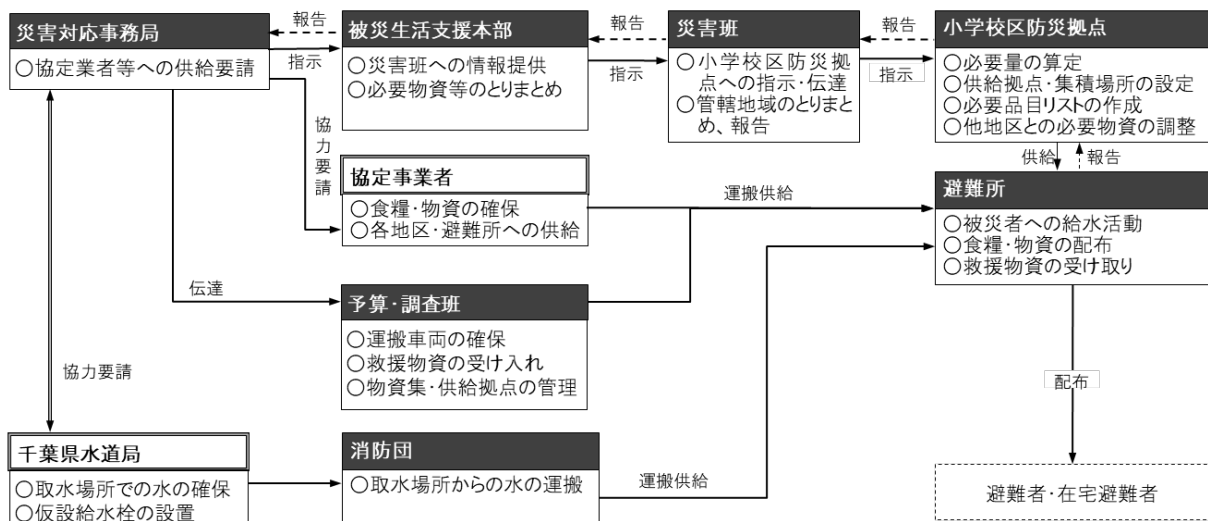 災害対応事務局
○協定業者等への供給要請
報告
指示
被災生活支援本部
○災害班への情報提供
○必要物資等のとりまとめ
報告
指示
災害班
○小学校区防災拠
点への指示・伝達
○管轄地域のとりまと
め、報告
報告
指示
小学校区防災拠点
○必要量の算定
○供給拠点・集積場所の設定
○必要品目リストの作成
○他地区との必要物資の調整
供給
報告
協力要請
協定事業者
○食糧・物資の確保
○各地区・避難所への供給
運搬供給
避難所
○被災者への給水活動
○食糧・物資の配布
○救援物資の受け取り
伝達
予算・調査班
○運搬車両の確保
○救援物資の受け入れ
○物資集・供給拠点の管理
協力要請
配布
千葉県水道局
○取水場所での水の確保
○仮設給水栓の設置
消防団
○取水場所からの水の運搬
運搬供給
避難者・在宅避難者